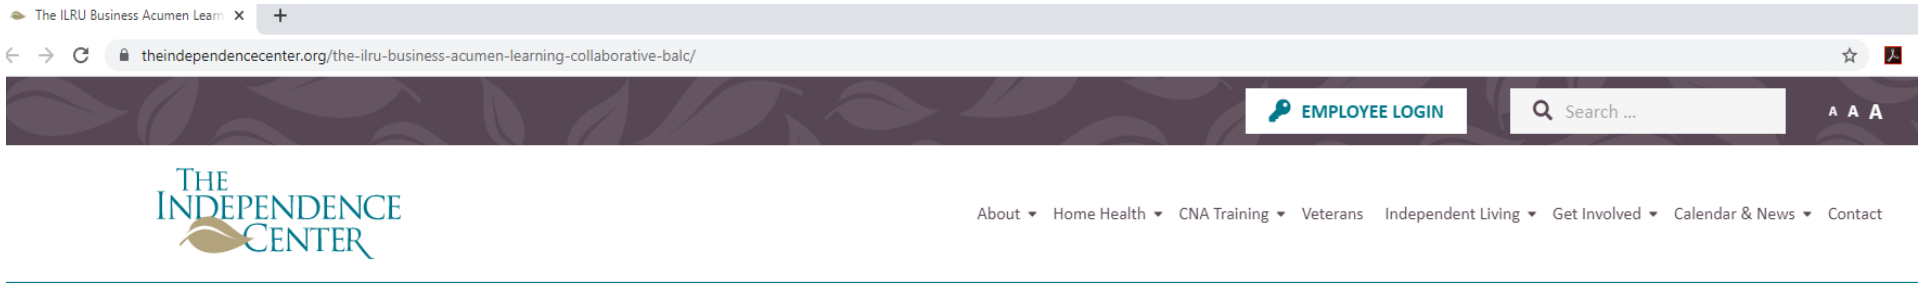 The ILRU Business Acumen Learn
theindependencecenter.org/the-ilru-business-acumen-learning-collaborative-balc/
EMPLOYEE LOGIN
Search ...
A A A
THE
INDEPENDENCE
CENTER
About Home Health CNA Training Veterans Independent Living Get Involved Calendar & News Contact